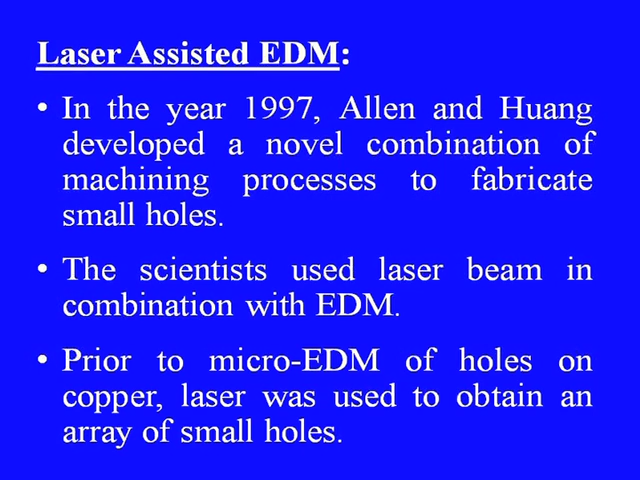 Laser Assisted EDM:
• In the year 1997, Allen and Huang
developed a novel combination of
machining processes to fabricate
small holes.
• The scientists used laser beam in
combination with EDM.
• Prior to micro-EDM of holes on
copper, laser was used to obtain an
array of small holes.